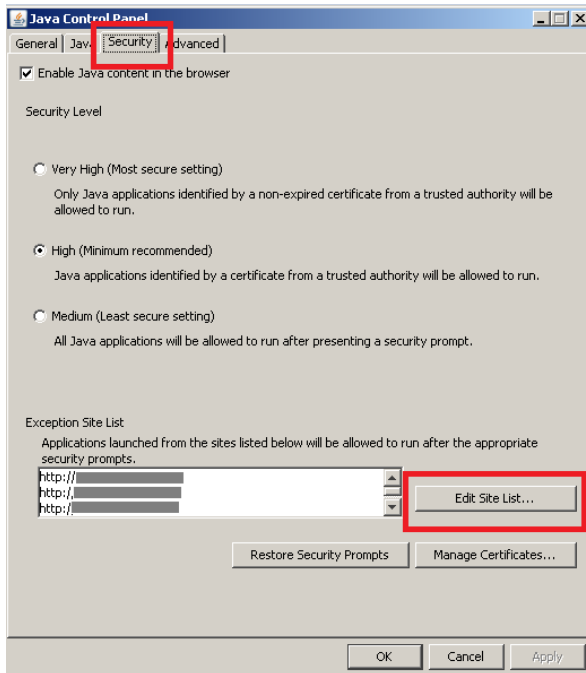 Java Control Panel
General Java Security Advanced
Enable Java content in the browser
Security Level
Very High (Most secure setting)
Only Java applications identified by a non-expired certificate from a trusted authority will be
allowed to run.
High (Minimum recommended)
Java applications identified by a certificate from a trusted authority will be allowed to run.
Medium (Least secure setting)
All Java applications will be allowed to run after presenting a security prompt.
Exception Site List
Applications launched from the sites listed below will be allowed to run after the appropriate
security prompts.
http://
http:/
http:/
Edit Site List...
Restore Security Prompts Manage Certificates...
OK Cancel Apply